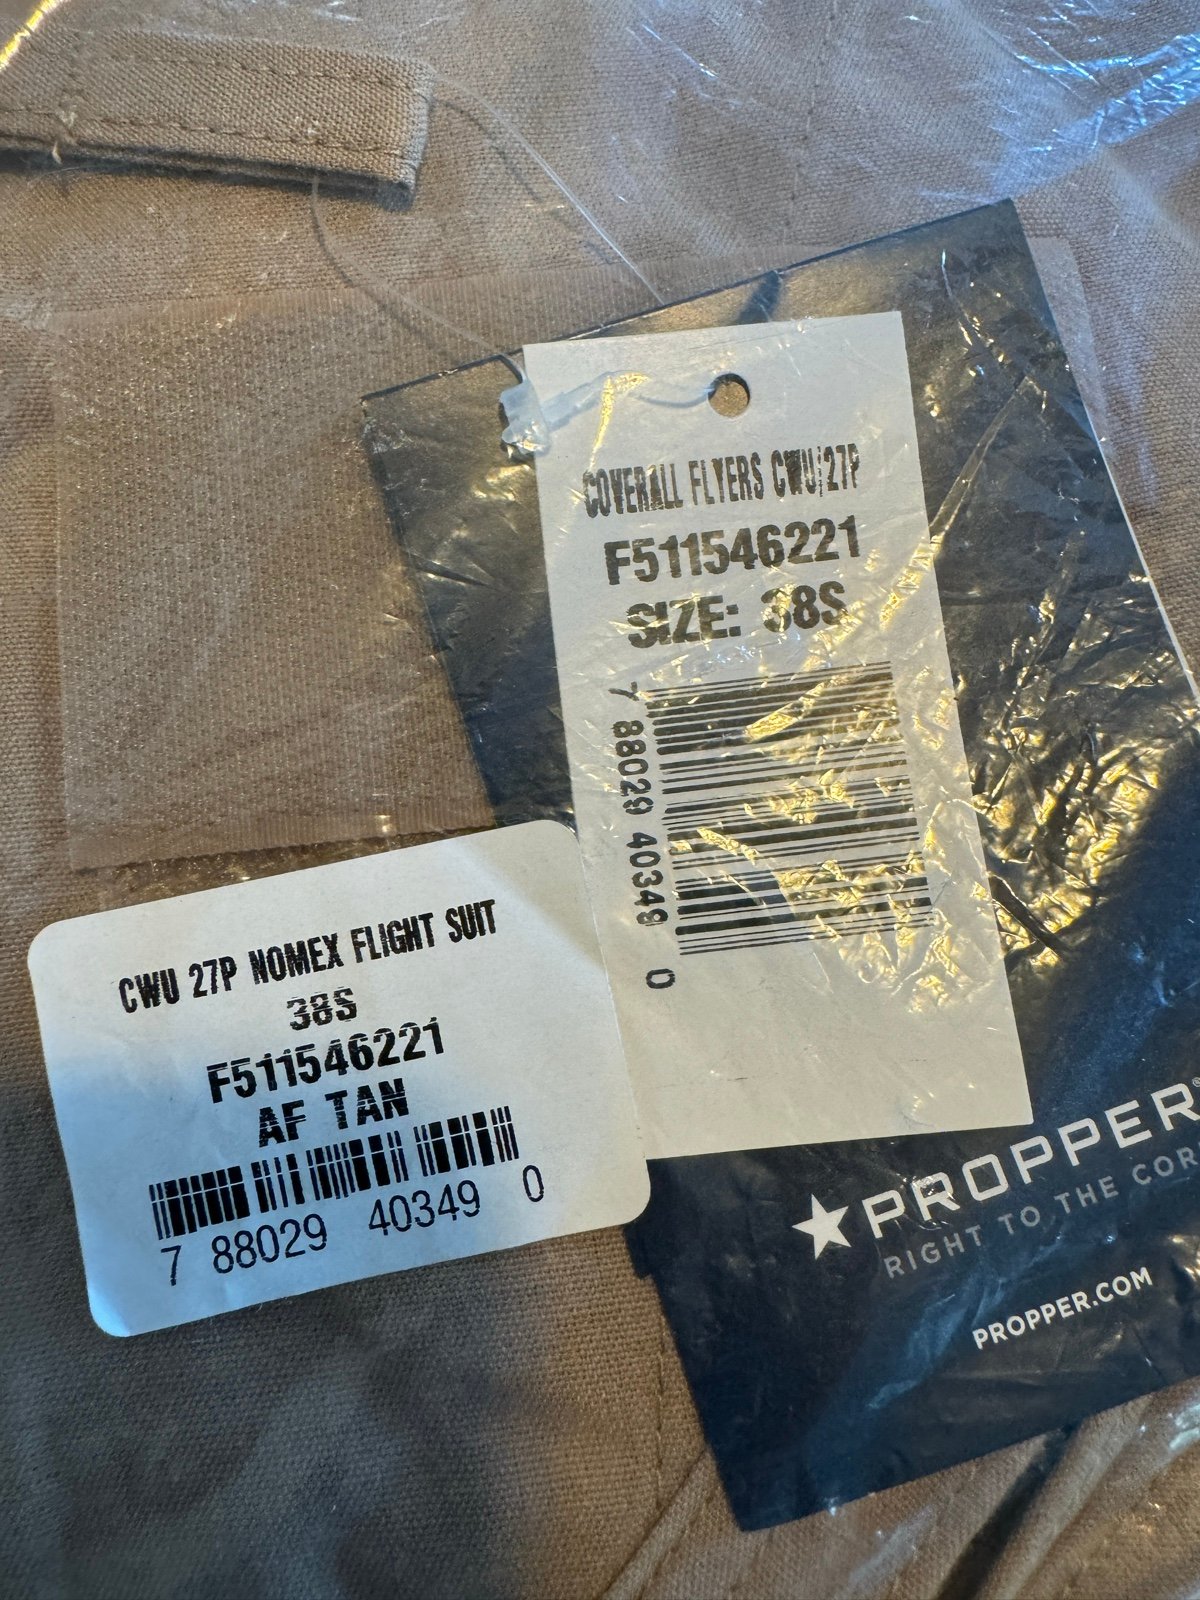 COVERALL FLYERS CWU/27P
F511546221
SIZE: 38S
7 88029 40349 0
CWU 27P NOMEX FLIGHT SUIT
38S
F511546221
AF TAN
7 88029 40349 0
PROPPER®
RIGHT TO THE COR
PROPPER.COM